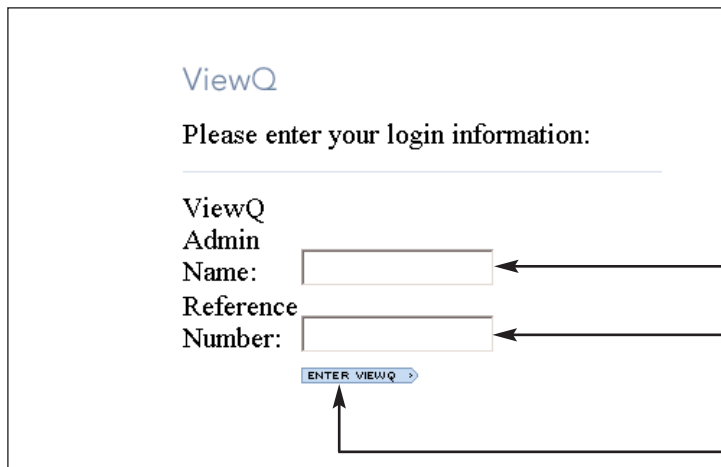 ViewQ
Please enter your login information:
ViewQ
Admin
Name:
Reference
Number:
ENTER VIEWQ >